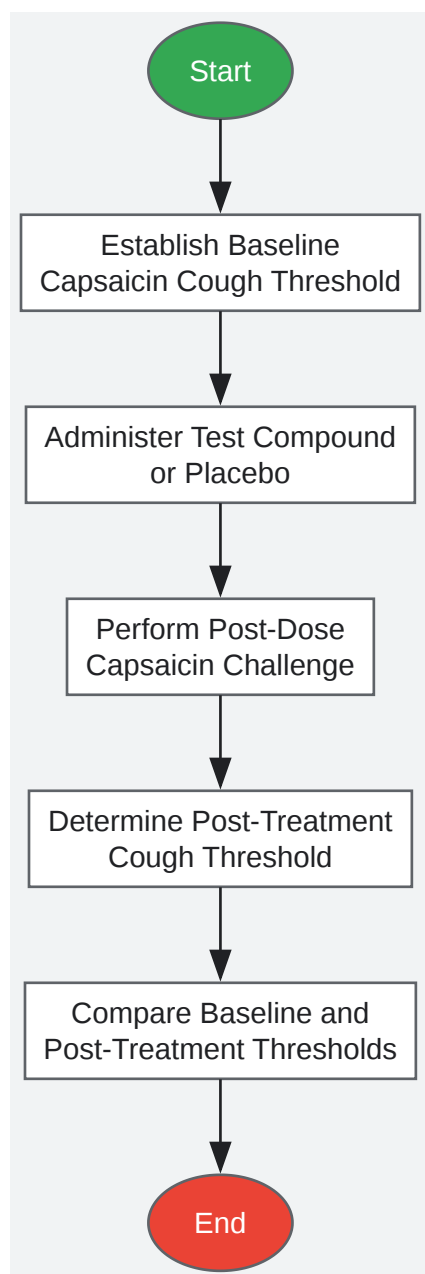 Start
Establish Baseline
Capsaicin Cough Threshold
Administer Test Compound
or Placebo
Perform Post-Dose
Capsaicin Challenge
Determine Post-Treatment
Cough Threshold
Compare Baseline and
Post-Treatment Thresholds
End